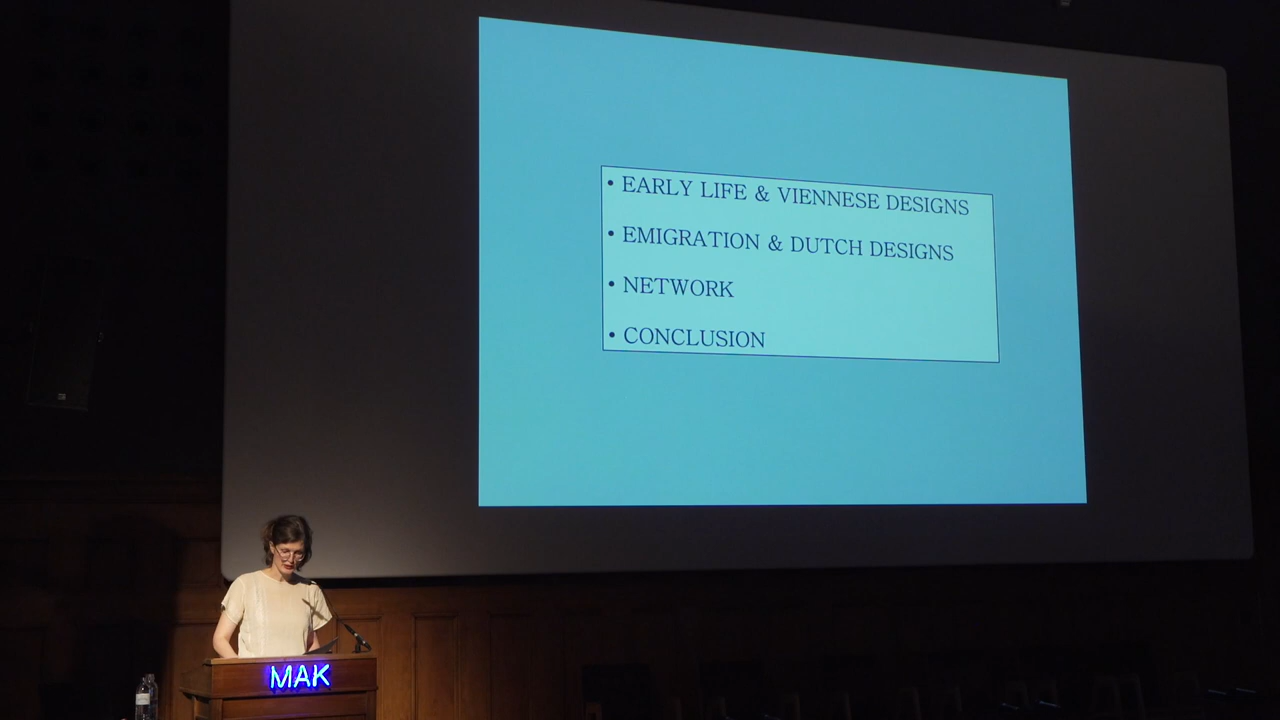 • EARLY LIFE & VIENNESE DESIGNS
• EMIGRATION & DUTCH DESIGNS
• NETWORK
• CONCLUSION
MAK